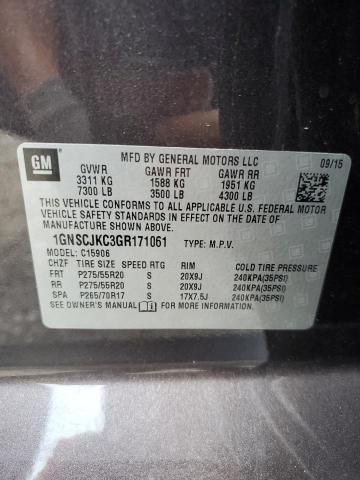 GM
MFD BY GENERAL MOTORS LLC 09/15
GVWR GAWR FRT GAWR RR
3311 KG 1588 KG 1951 KG
7300 LB 3500 LB 4300 LB
THIS VEHICLE CONFORMS TO ALL APPLICABLE U.S. FEDERAL MOTOR
VEHICLE SAFETY STANDARDS IN EFFECT ON THE DATE OF
MANUFACTURE SHOWN ABOVE.
1GNSCJKC3GR171061 TYPE: M.P.V.
MODEL: C15906
CHZF TIRE SIZE SPEED RTG RIM COLD TIRE PRESSURE
FRT P275/55R20 S 20X9J 240KPA(35PSI)
RR P275/55R20 S 20X9J 240KPA(35PSI)
SPA P265/70R17 S 17X7.5J 240KPA(35PSI)
SEE OWNER'S MANUAL FOR MORE INFORMATION.